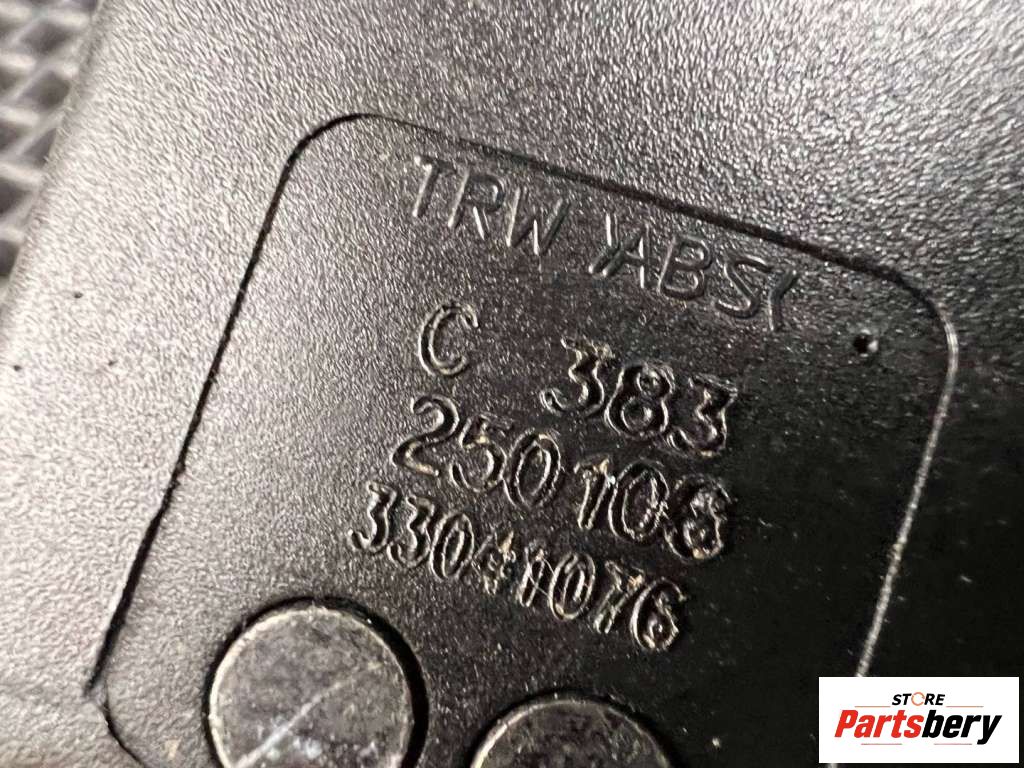 TRW >ABS<
C 383
250108
33041076
STORE
Partsbery